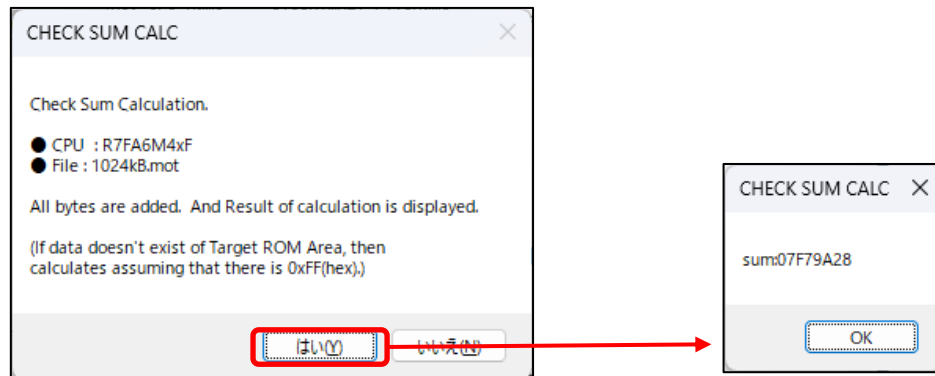 CHECK SUM CALC
Check Sum Calculation.
● CPU : R7FA6M4xF
● File : 1024kB.mot
All bytes are added. And Result of calculation is displayed.
(If data doesn't exist of Target ROM Area, then
calculates assuming that there is 0xFF(hex).)
はい(Y)
いいえ(N)
CHECK SUM CALC
sum:07F79A28
OK